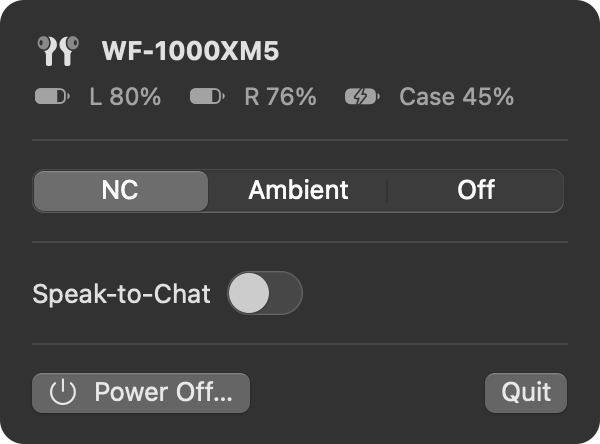 WF-1000XM5
L 80% R 76% Case 45%
NC Ambient Off
Speak-to-Chat
Power Off... Quit